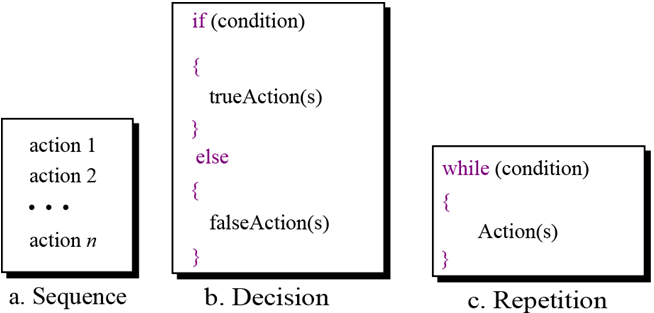 action 1
action 2
• • •
action n
a. Sequence
if (condition)
{
trueAction(s)
}
else
{
falseAction(s)
}
b. Decision
while (condition)
{
Action(s)
}
c. Repetition